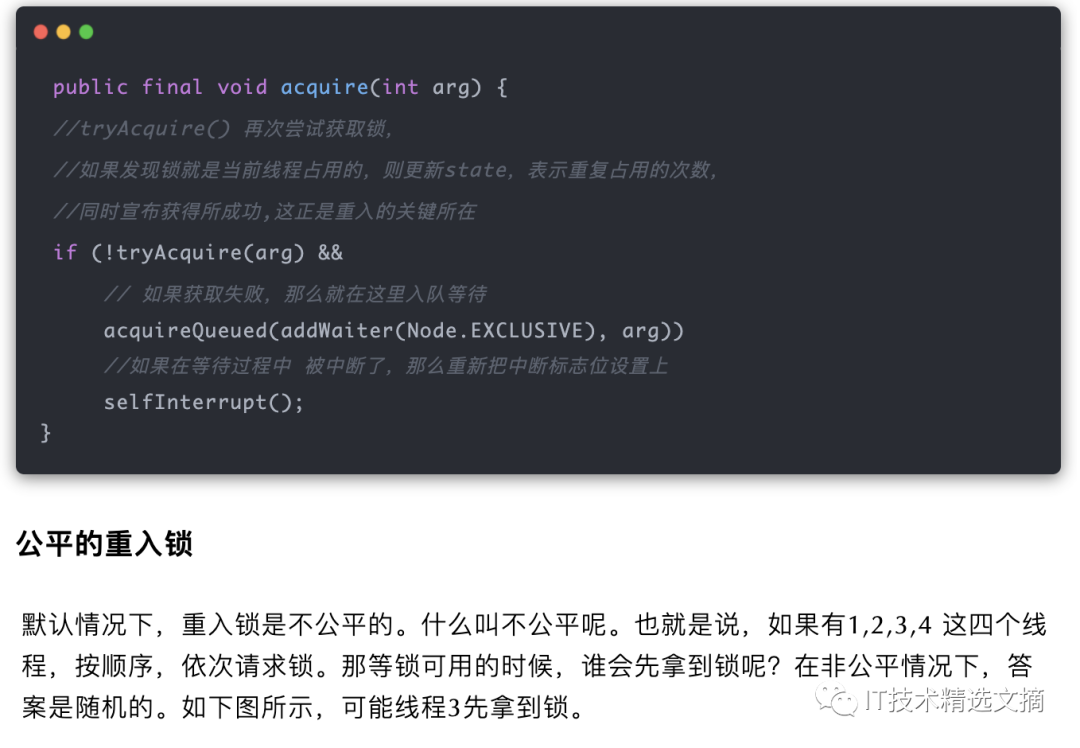 public final void acquire(int arg) {
//tryAcquire() 再次尝试获取锁,
//如果发现锁就是当前线程占用的，则更新state，表示重复占用的次数,
//同时宣布获得所成功,这正是重入的关键所在
if (!tryAcquire(arg) &&
// 如果获取失败，那么就在这里入队等待
acquireQueued(addWaiter(Node.EXCLUSIVE), arg))
//如果在等待过程中 被中断了，那么重新把中断标志位设置上
selfInterrupt();
}
公平的重入锁
默认情况下，重入锁是不公平的。什么叫不公平呢。也就是说，如果有1,2,3,4 这四个线
程，按顺序，依次请求锁。那等锁可用的时候，谁会先拿到锁呢？在非公平情况下，答
案是随机的。如下图所示，可能线程3先拿到锁。
IT技术精选文摘